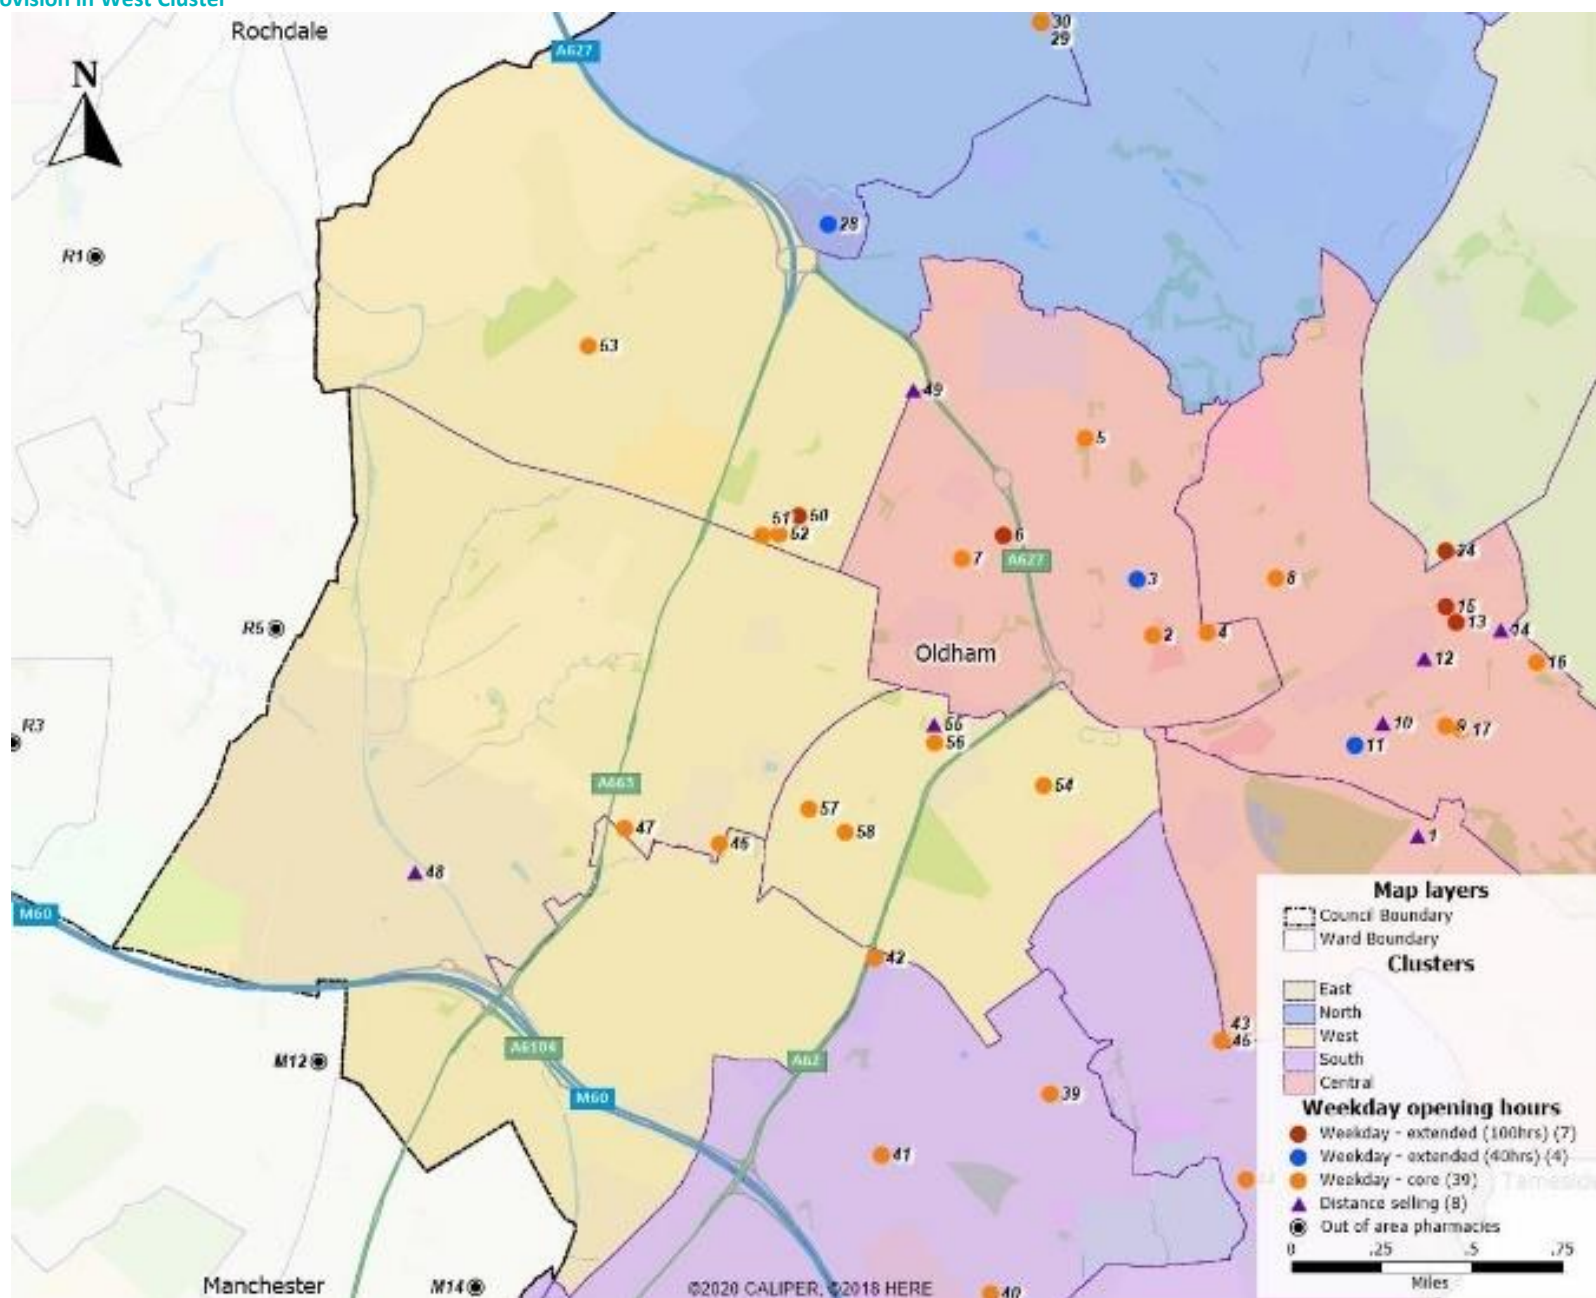 ovision in West Cluster
Rochdale
N
A627
30
29
28
R1
53
49
5
51 50
52
6
7
A627
3
8
24
15
13
14
12
16
2
4
R5
Oldham
R3
55
56
10
11
9 17
A663
54
57
58
47
46
1
48
M60
42
43
45
M12
A6104
A62
M60
39
41
Manchester
M14
©2020 CALIPER, ©2018 HERE
40
Map layers
Council Boundary
Ward Boundary
Clusters
East
North
West
South
Central
Weekday opening hours
Weekday - extended (100hrs) (7)
Weekday - extended (40hrs) (4)
Weekday - core (39)
Distance selling (8)
Out of area pharmacies
0 .25 .5 .75
Miles